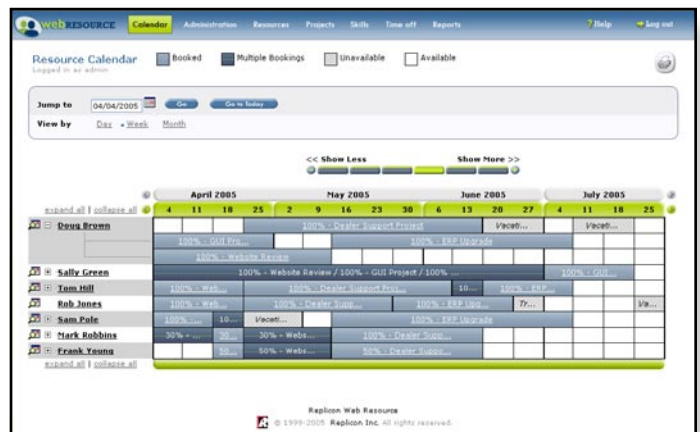 WEB RESOURCE Calendar Administration Resources Projects Skills Time off Reports ? Help Log out
Resource Calendar Booked Multiple Bookings Unavailable Available
Logged in as admin
Jump to 04/04/2005 Go Go to Today
View by Day Week Month
<< Show Less Show More >>
April 2005 May 2005 June 2005 July 2005
expand all | collapse all 4 11 18 25 2 9 16 23 30 6 13 20 27 4 11 18 25
Doug Brown 100% - Dealer Support Project Vacati... Vacati...
100% - GUI Pro... 100% - ERP Upgrade
100% - Website Review
Sally Green 100% - Website Review / 100% - GUI Project / 100% ... 100% - GUI...
Tom Hill 100% - Web... 100% - Dealer Support Proj... 10... 100% - ERP...
Rob Jones 100% - Web... 100% - Dealer Supp... 100% - ERP Upg... Tr... Va...
Sam Pole 100% -... 10... Vacati... 100% - ERP Upgrade
Mark Robbins 30% - ... 30... 30% - Webs... 100% - Dealer Supp...
Frank Young 50... 50% - Webs... 50% - Dealer Suppo...
expand all | collapse all
Replicon Web Resource
© 1999-2005 Replicon Inc. All rights reserved.